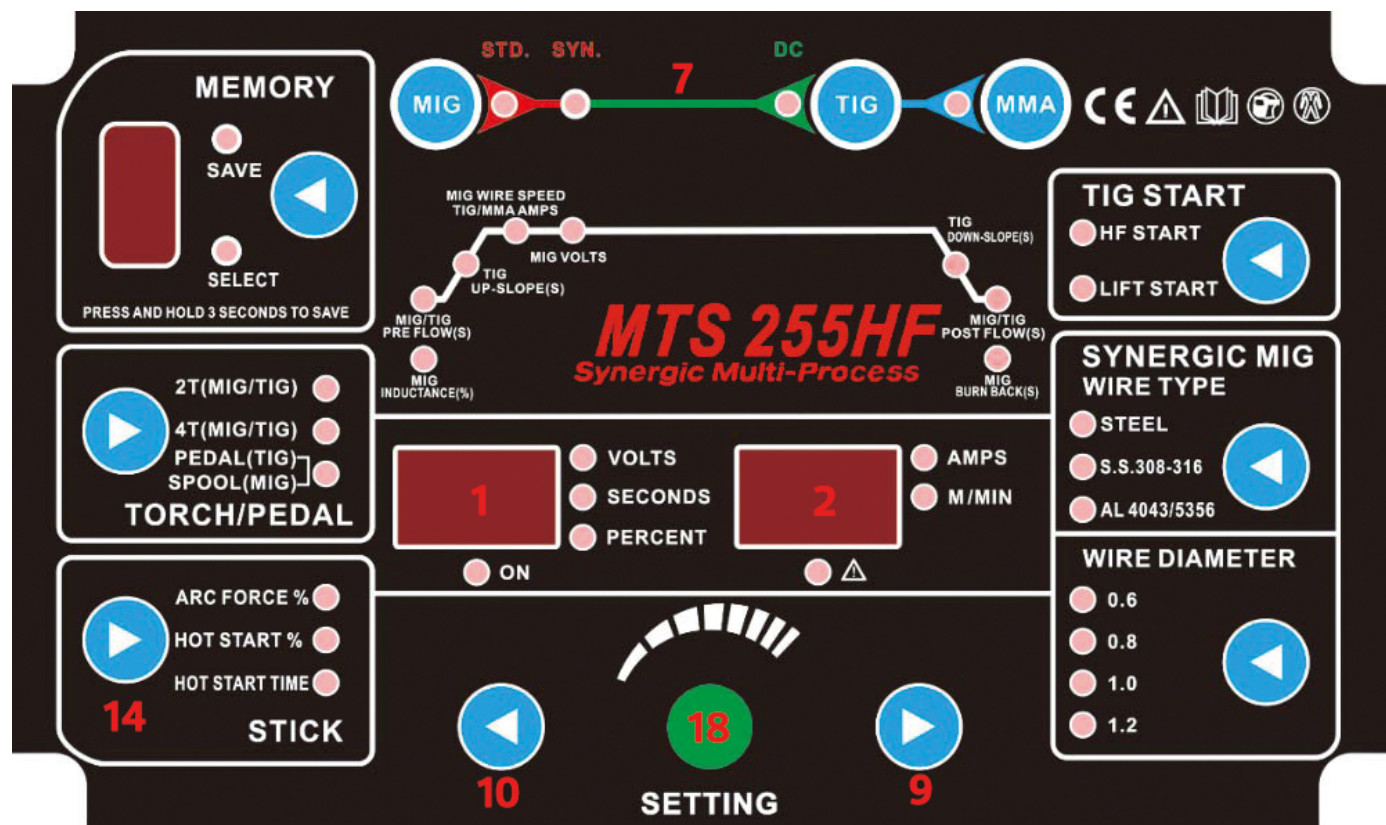 MEMORY
SAVE
SELECT
PRESS AND HOLD 3 SECONDS TO SAVE
STD. SYN. 7 DC
MIG TIG MMA
CE
MIG WIRE SPEED
TIG/MMA AMPS
MIG VOLTS
TIG
UP-SLOPE(S)
MIG/TIG
PRE FLOW(S)
MIG
INDUCTANCE(%)
TIG
DOWN-SLOPE(S)
MIG/TIG
POST FLOW(S)
MIG
BURN BACK(S)
MTS 255HF
Synergic Multi-Process
TIG START
HF START
LIFT START
2T(MIG/TIG)
4T(MIG/TIG)
PEDAL(TIG)
SPOOL(MIG)
TORCH/PEDAL
1
VOLTS
SECONDS
PERCENT
ON
2
AMPS
M/MIN
SYNERGIC MIG
WIRE TYPE
STEEL
S.S.308-316
AL 4043/5356
WIRE DIAMETER
0.6
0.8
1.0
1.2
ARC FORCE %
HOT START %
HOT START TIME
14
STICK
10
18
9
SETTING